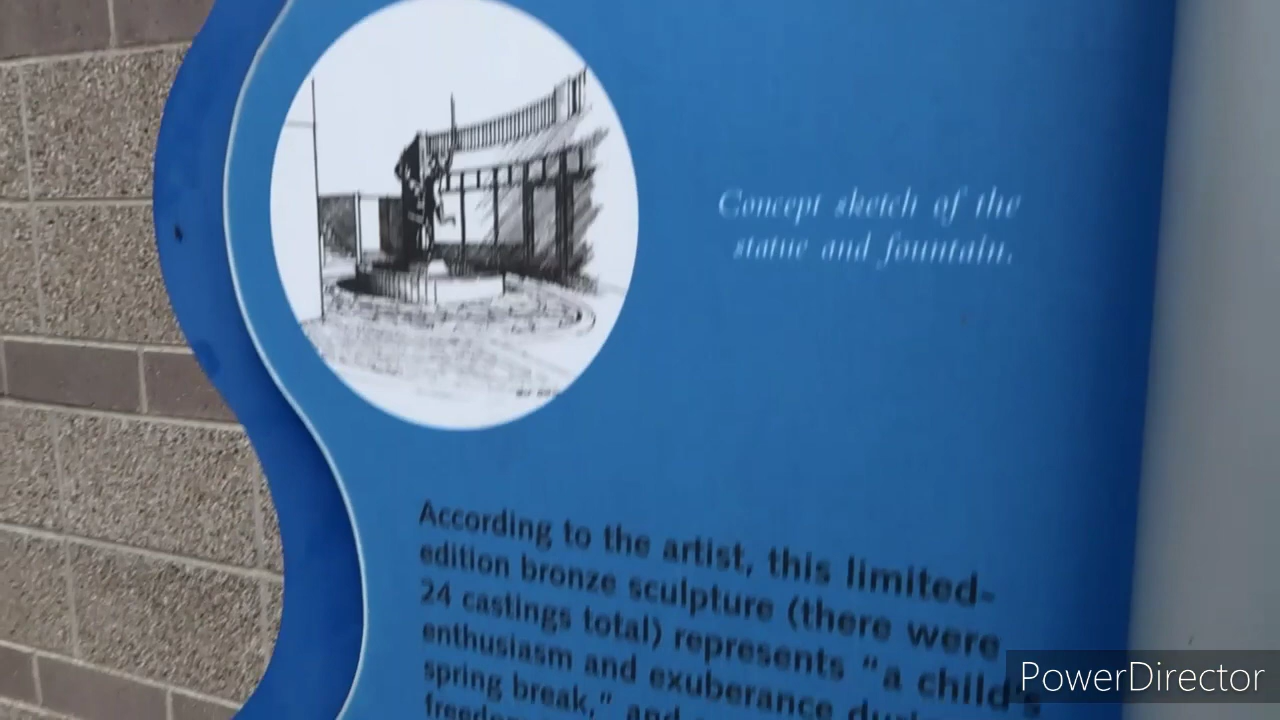 Concept sketch of the
statue and fountain.
According to the artist, this limited-
edition bronze sculpture (there were
24 castings total) represents "a child's
enthusiasm and exuberance during
spring break," and
PowerDirector